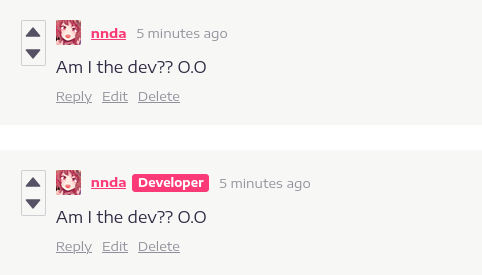 nnda 5 minutes ago
Am I the dev?? O.O
Reply Edit Delete
nnda Developer 5 minutes ago
Am I the dev?? O.O
Reply Edit Delete